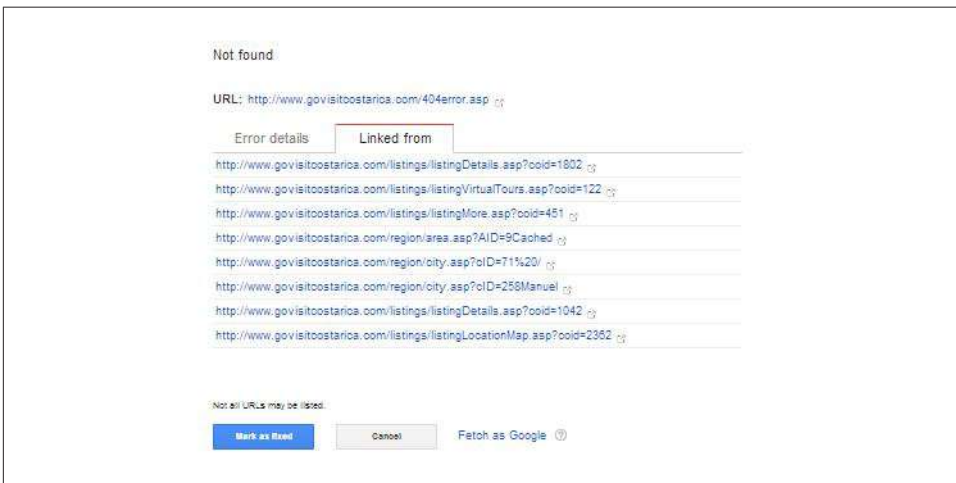 Not found
URL: http://www.govisitcostarica.com/404error.asp
Error details Linked from
http://www.govisitcostarica.com/listings/listingDetails.asp?coid=1802
http://www.govisitcostarica.com/listings/listingVirtualTours.asp?coid=122
http://www.govisitcostarica.com/listings/listingMore.asp?coid=451
http://www.govisitcostarica.com/region/area.asp?AID=9Cached
http://www.govisitcostarica.com/region/city.asp?cID=71%20/
http://www.govisitcostarica.com/region/city.asp?cID=258Manuel
http://www.govisitcostarica.com/listings/listingDetails.asp?coid=1042
http://www.govisitcostarica.com/listings/listingLocationMap.asp?coid=2362
Not all URLs may be listed.
Mark as fixed Cancel Fetch as Google ?